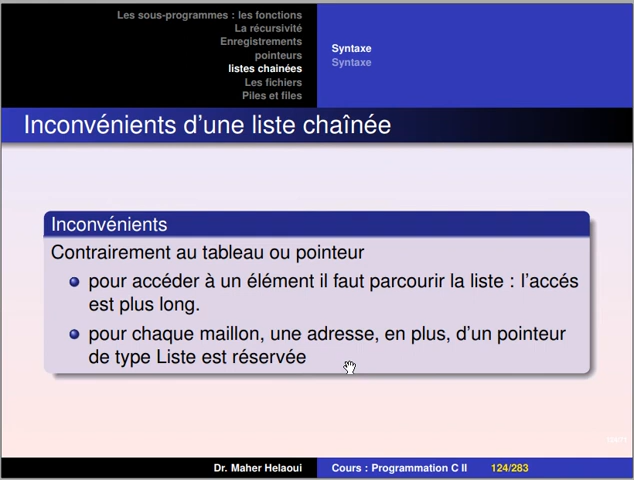 Les sous-programmes : les fonctions
La récursivité
Enregistrements
pointeurs
listes chainées
Les fichiers
Piles et files
Syntaxe
Syntaxe
Inconvénients d'une liste chaînée
Inconvénients
Contrairement au tableau ou pointeur
pour accéder à un élément il faut parcourir la liste : l'accés
est plus long.
pour chaque maillon, une adresse, en plus, d'un pointeur
de type Liste est réservée
Dr. Maher Helaoui
Cours : Programmation C II
124/283